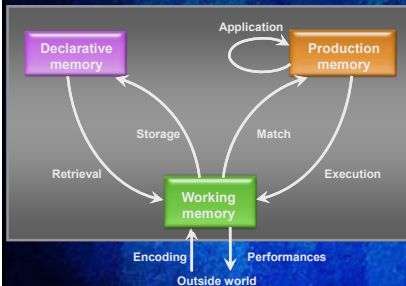 Application
Declarative
memory
Production
memory
Storage
Match
Retrieval
Execution
Working
memory
Encoding
Performances
Outside world